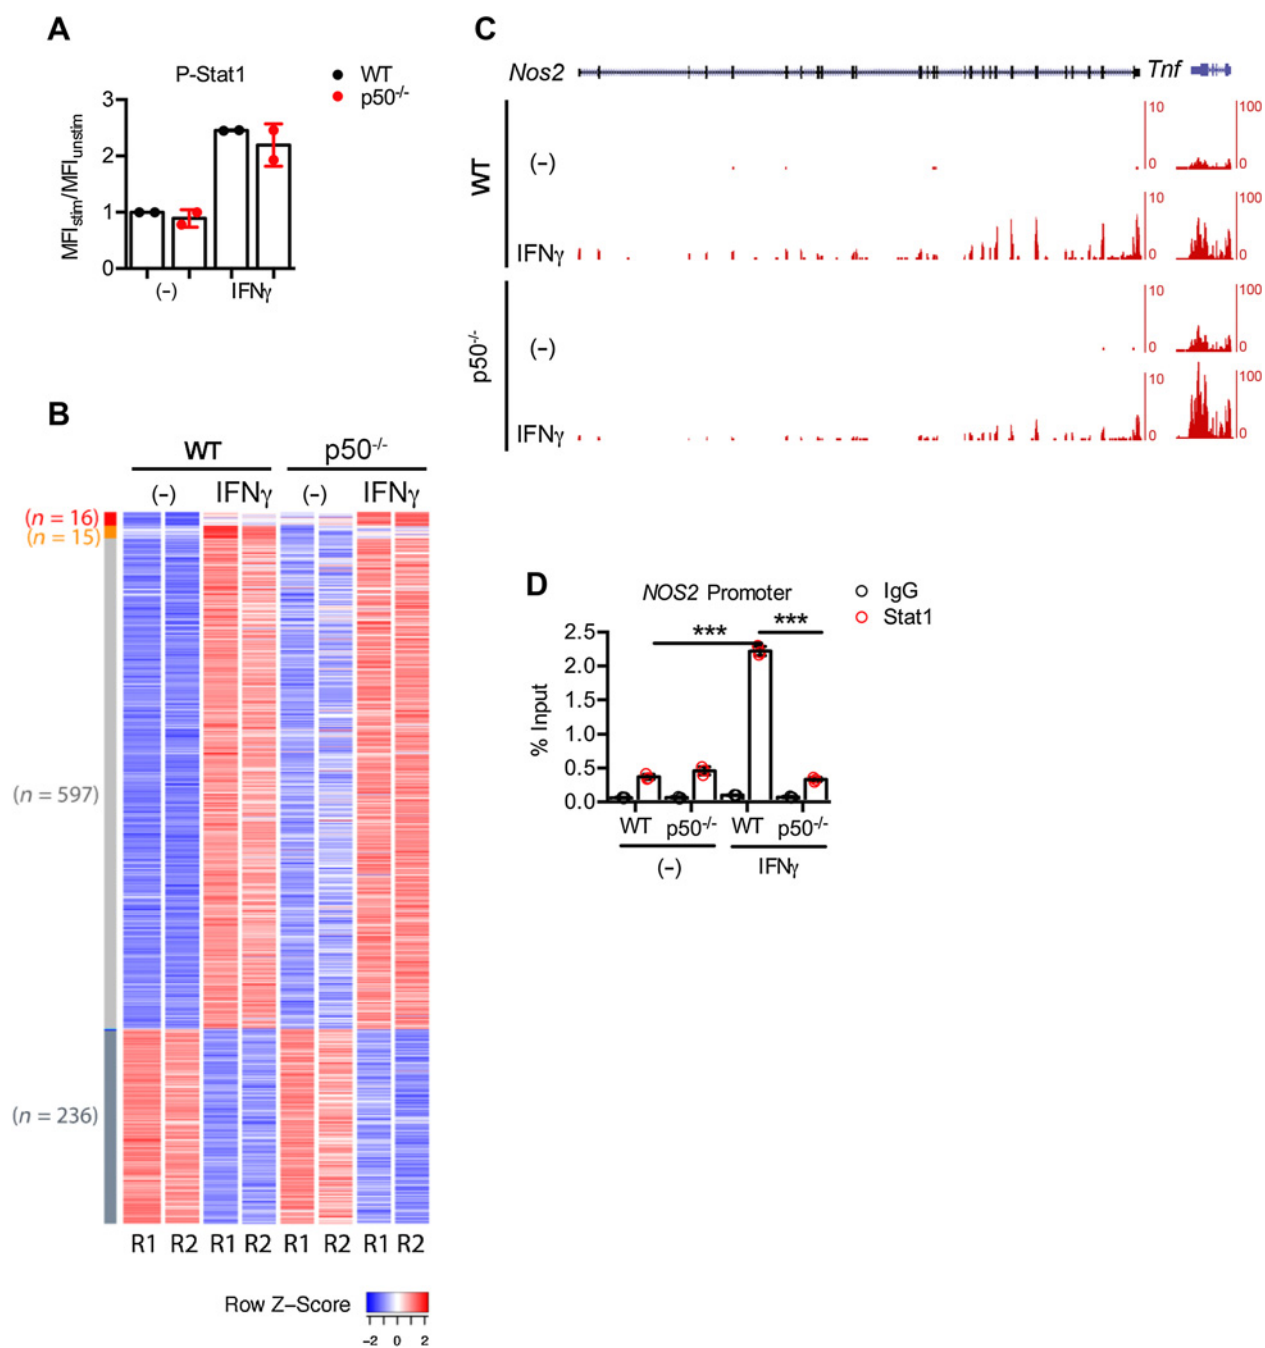 A
P-Stat1
WT
p50-/-
MFIstim/MFIunstim
3
2
1
0
(-)
IFNγ
B
WT
p50-/-
(-)
IFNγ
(-)
IFNγ
(n = 16)
(n = 15)
(n = 597)
(n = 236)
R1 R2 R1 R2 R1 R2 R1 R2
Row Z–Score
-2 0 2
C
Nos2
Tnf
WT
(-)
10
0
100
0
IFNγ
10
0
100
0
p50-/-
(-)
10
0
100
0
IFNγ
10
0
100
0
D
NOS2 Promoter
IgG
Stat1
% Input
2.5
2.0
1.5
1.0
0.5
0.0
***
***
WT p50-/- WT p50-/-
(-)
IFNγ